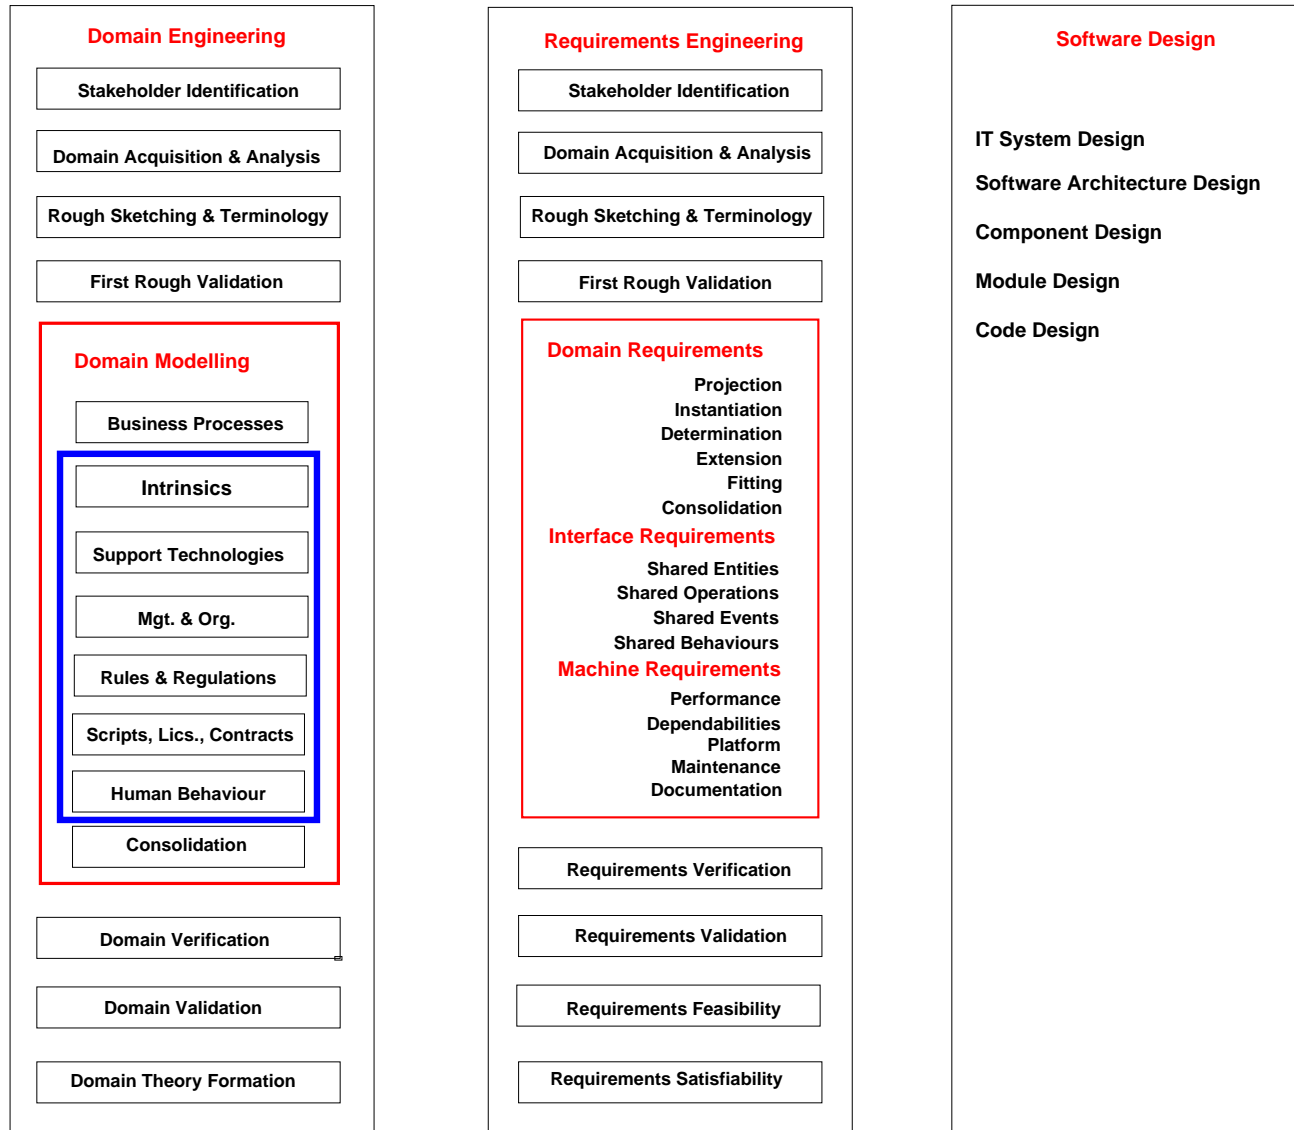 Domain Engineering
Stakeholder Identification
Domain Acquisition & Analysis
Rough Sketching & Terminology
First Rough Validation
Domain Modelling
Business Processes
Intrinsics
Support Technologies
Mgt. & Org.
Rules & Regulations
Scripts, Lics., Contracts
Human Behaviour
Consolidation
Domain Verification
Domain Validation
Domain Theory Formation
Requirements Engineering
Stakeholder Identification
Domain Acquisition & Analysis
Rough Sketching & Terminology
First Rough Validation
Domain Requirements
Projection
Instantiation
Determination
Extension
Fitting
Consolidation
Interface Requirements
Shared Entities
Shared Operations
Shared Events
Shared Behaviours
Machine Requirements
Performance
Dependabilities
Platform
Maintenance
Documentation
Requirements Verification
Requirements Validation
Requirements Feasibility
Requirements Satisfiability
Software Design
IT System Design
Software Architecture Design
Component Design
Module Design
Code Design